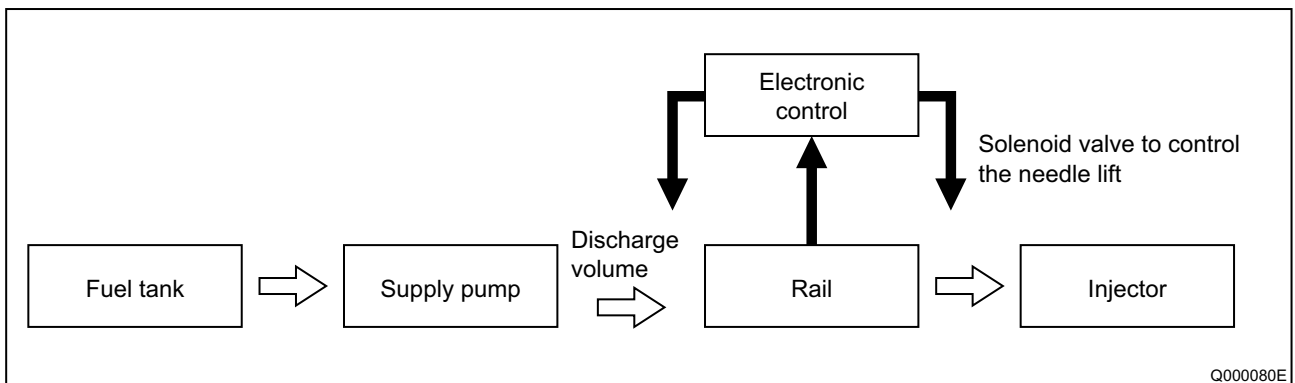 Electronic
control
Solenoid valve to control
the needle lift
Discharge
volume
Fuel tank
Supply pump
Rail
Injector
Q000080E